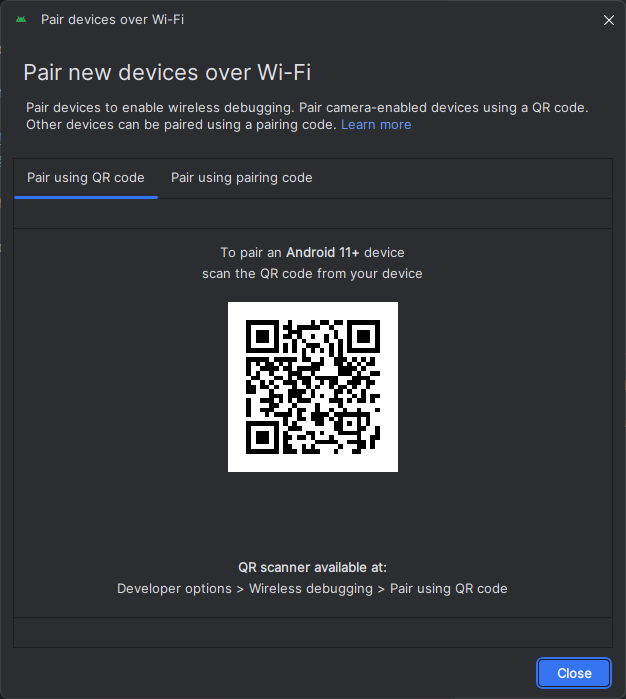 Pair devices over Wi-Fi
Pair new devices over Wi-Fi
Pair devices to enable wireless debugging. Pair camera-enabled devices using a QR code.
Other devices can be paired using a pairing code. Learn more
Pair using QR code
Pair using pairing code
To pair an Android 11+ device
scan the QR code from your device
QR scanner available at:
Developer options > Wireless debugging > Pair using QR code
Close